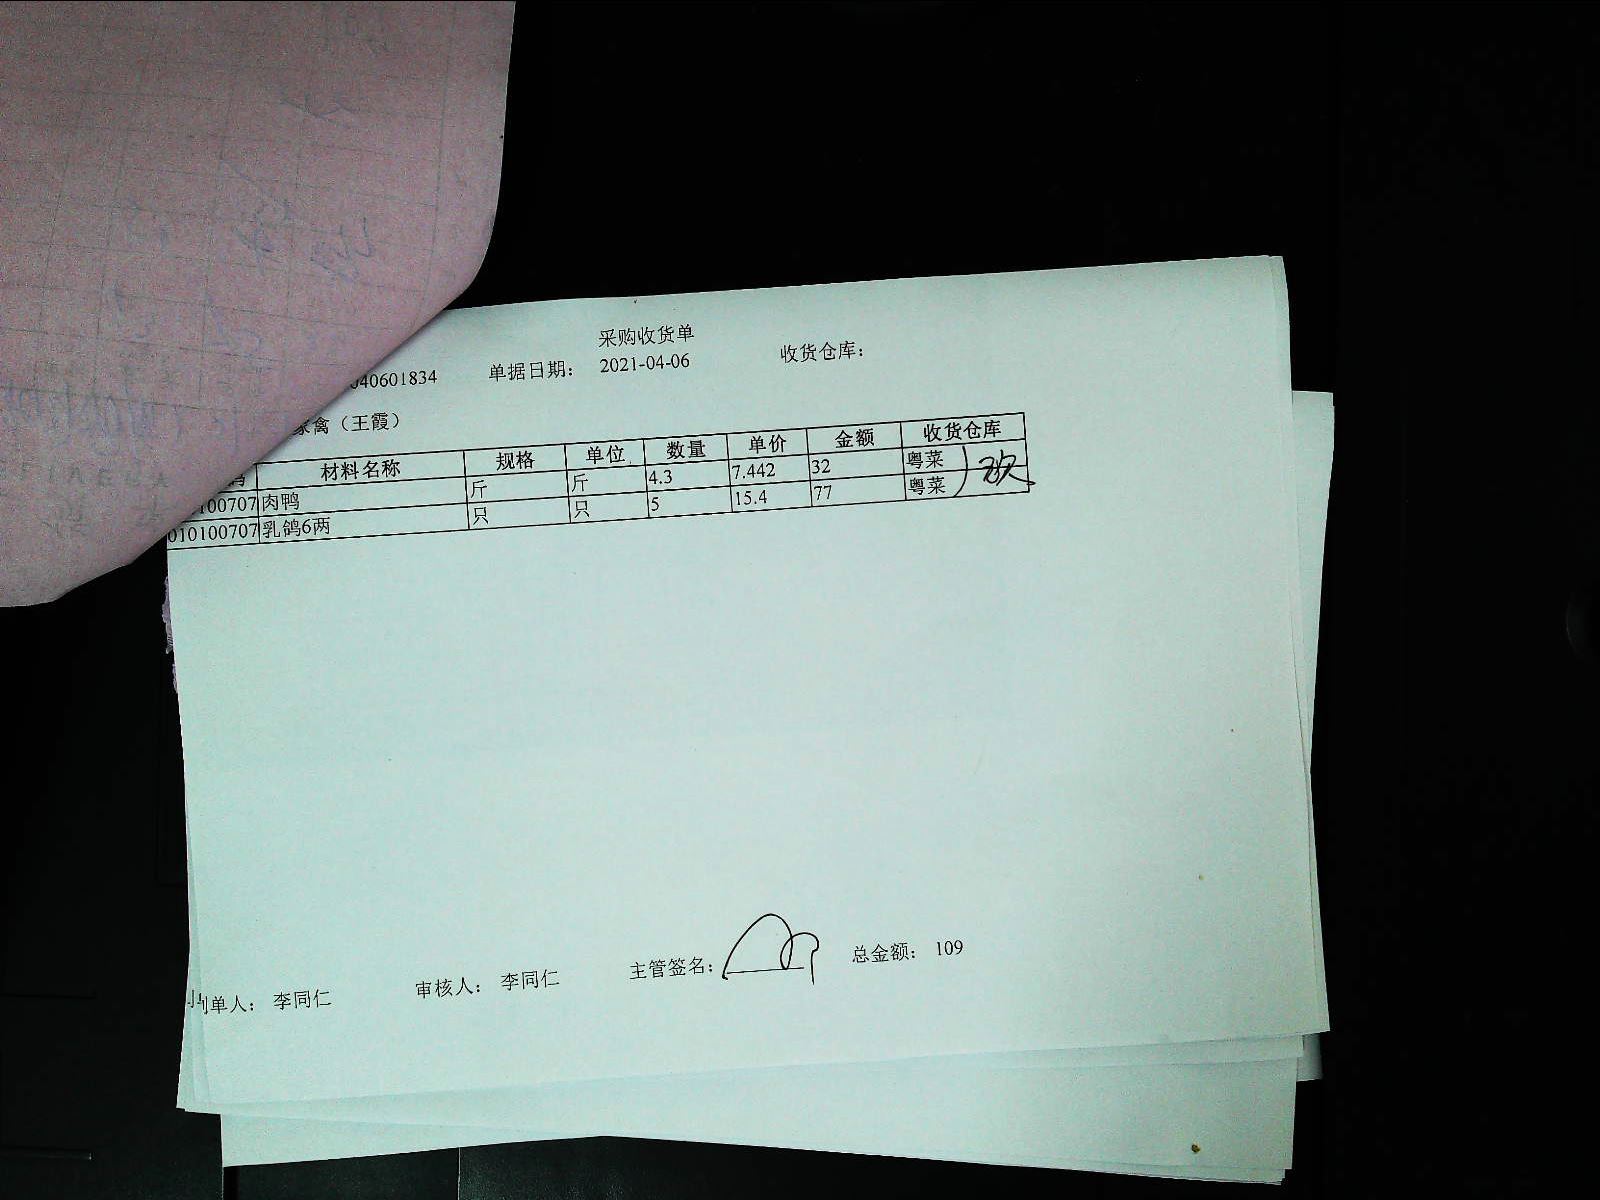 采购收货单
040601834 单据日期： 2021-04-06 收货仓库：
家禽（王霞）
材料名称 规格 单位 数量 单价 金额 收货仓库
100707 肉鸭 斤 斤 4.3 7.442 32 粤菜
010100707 乳鸽6两 只 只 5 15.4 77 粤菜
制单人： 李同仁 审核人： 李同仁 主管签名： 总金额： 109